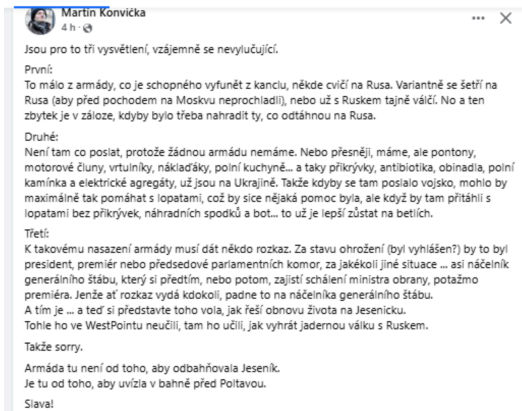 Martin Konvička
4 h ·
Jsou pro to tři vysvětlení, vzájemně se nevylučující.
První:
To málo z armády, co je schopného vyfunět z kanclu, někde cvičí na Rusa. Variantně se šetří na
Rusa (aby před pochodem na Moskvu neprochladli), nebo už s Ruskem tajně válčí. No a ten
zbytek je v záloze, kdyby bylo třeba nahradit ty, co odtáhnou na Rusa.
Druhé:
Není tam co poslat, protože žádnou armádu nemáme. Nebo přesněji, máme, ale pontony,
motorové čluny, vrtulníky, náklaďáky, polní kuchyně... a taky přikrývky, antibiotika, obinadla, polní
kamínka a elektrické agregáty, už jsou na Ukrajině. Takže kdyby se tam poslalo vojsko, mohlo by
maximálně tak pomáhat s lopatami, což by sice nějaká pomoc byla, ale když by tam přitáhli s
lopatami bez přikrývek, náhradních spodků a bot... to už je lepší zůstat na betlích.
Třetí:
K takovému nasazení armády musí dát někdo rozkaz. Za stavu ohrožení (byl vyhlášen?) by to byl
president, premiér nebo předsedové parlamentních komor, za jakékoli jiné situace ... asi náčelník
generálního štábu, který si předtím, nebo potom, zajistí schálení ministra obrany, potažmo
premiéra. Jenže ať rozkaz vydá kdokoli, padne to na náčelníka generálního štábu.
A tím je ... a teď si představte toho vola, jak řeší obnovu života na Jesenicku.
Tohle ho ve WestPointu neučili, tam ho učili, jak vyhrát jadernou válku s Ruskem.
Takže sorry.
Armáda tu není od toho, aby odbahňovala Jeseník.
Je tu od toho, aby uvízla v bahně před Poltavou.
Slava!